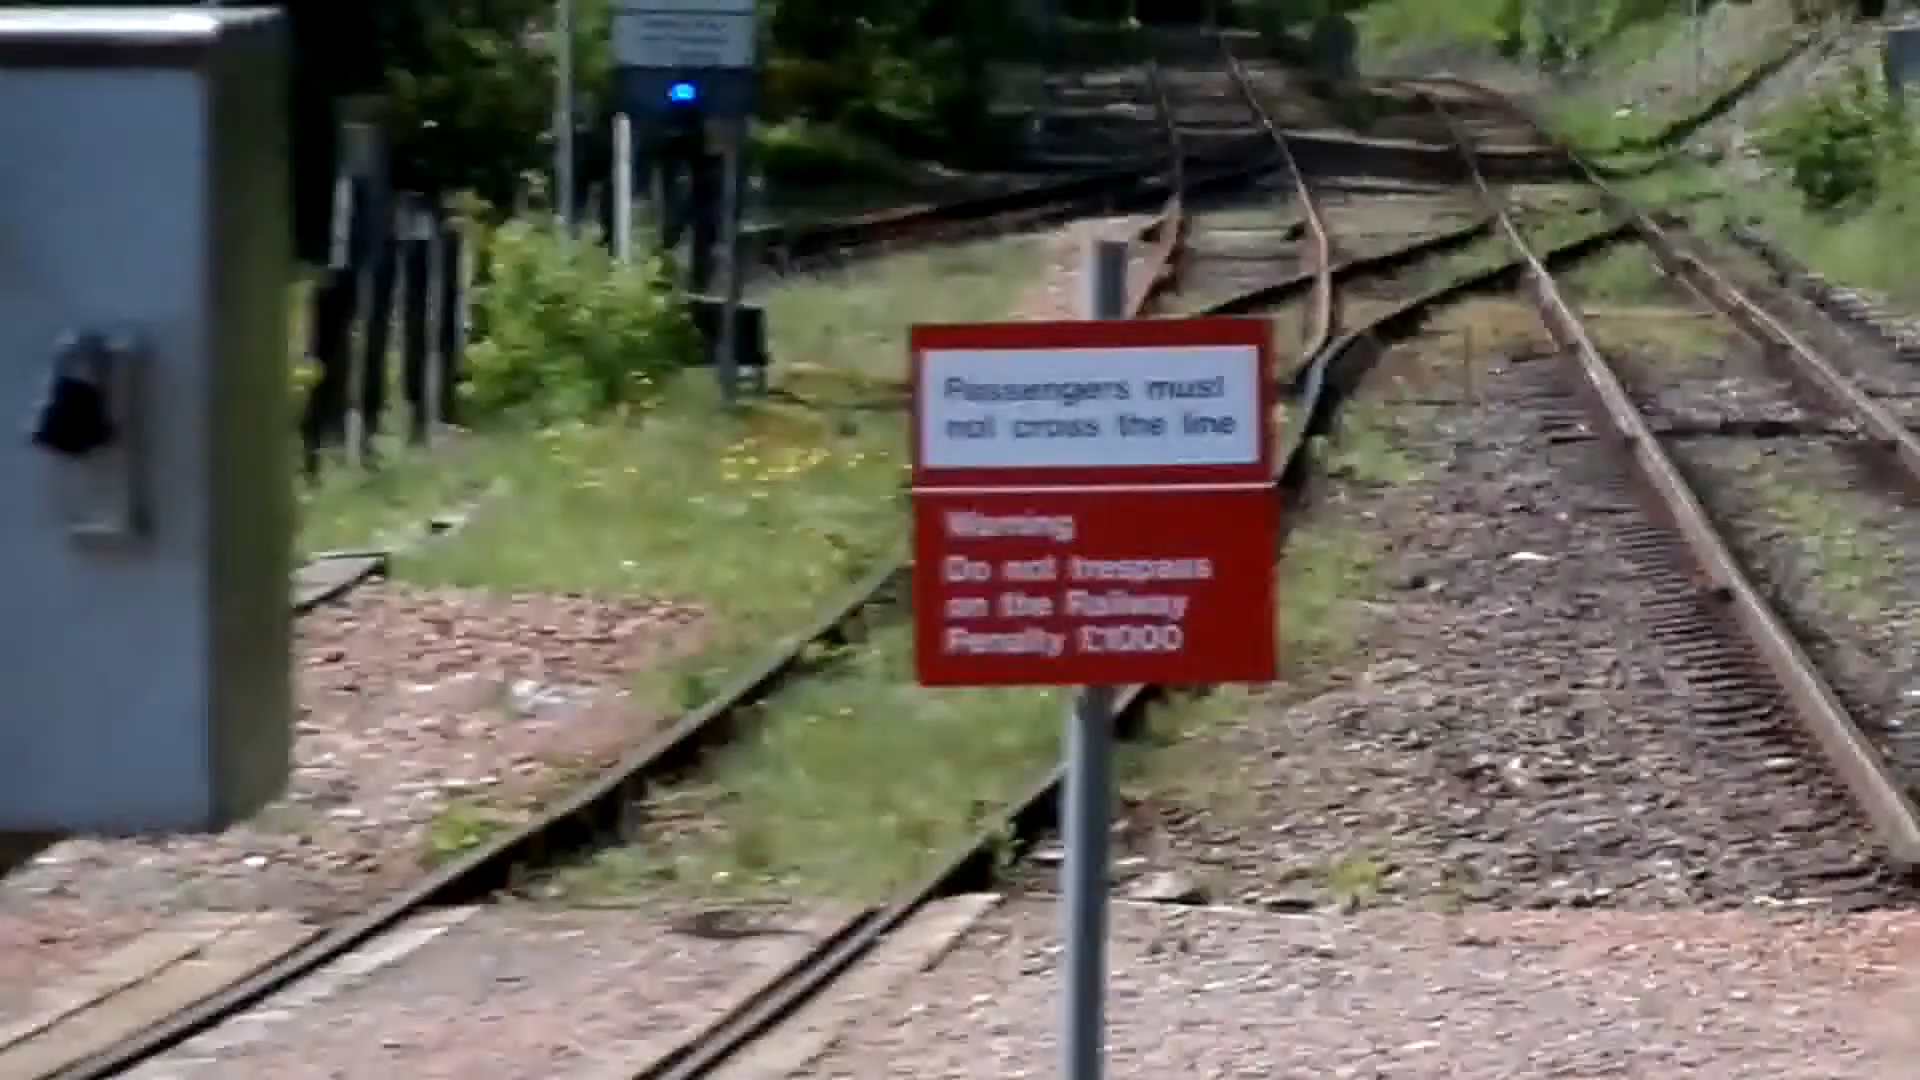 Passengers must
not cross the line
Warning
Do not trespass
on the Railway
Penalty £1000